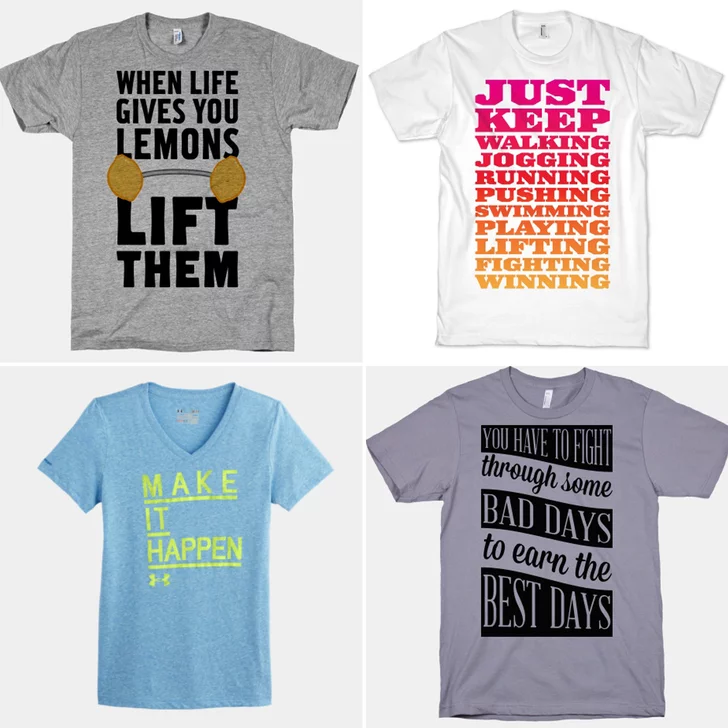 WHEN LIFE
GIVES YOU
LEMONS
LIFT
THEM
JUST
KEEP
WALKING
JOGGING
RUNNING
PUSHING
SWIMMING
PLAYING
LIFTING
FIGHTING
WINNING
MAKE
IT
HAPPEN
YOU HAVE TO FIGHT
through some
BAD DAYS
to earn the
BEST DAYS